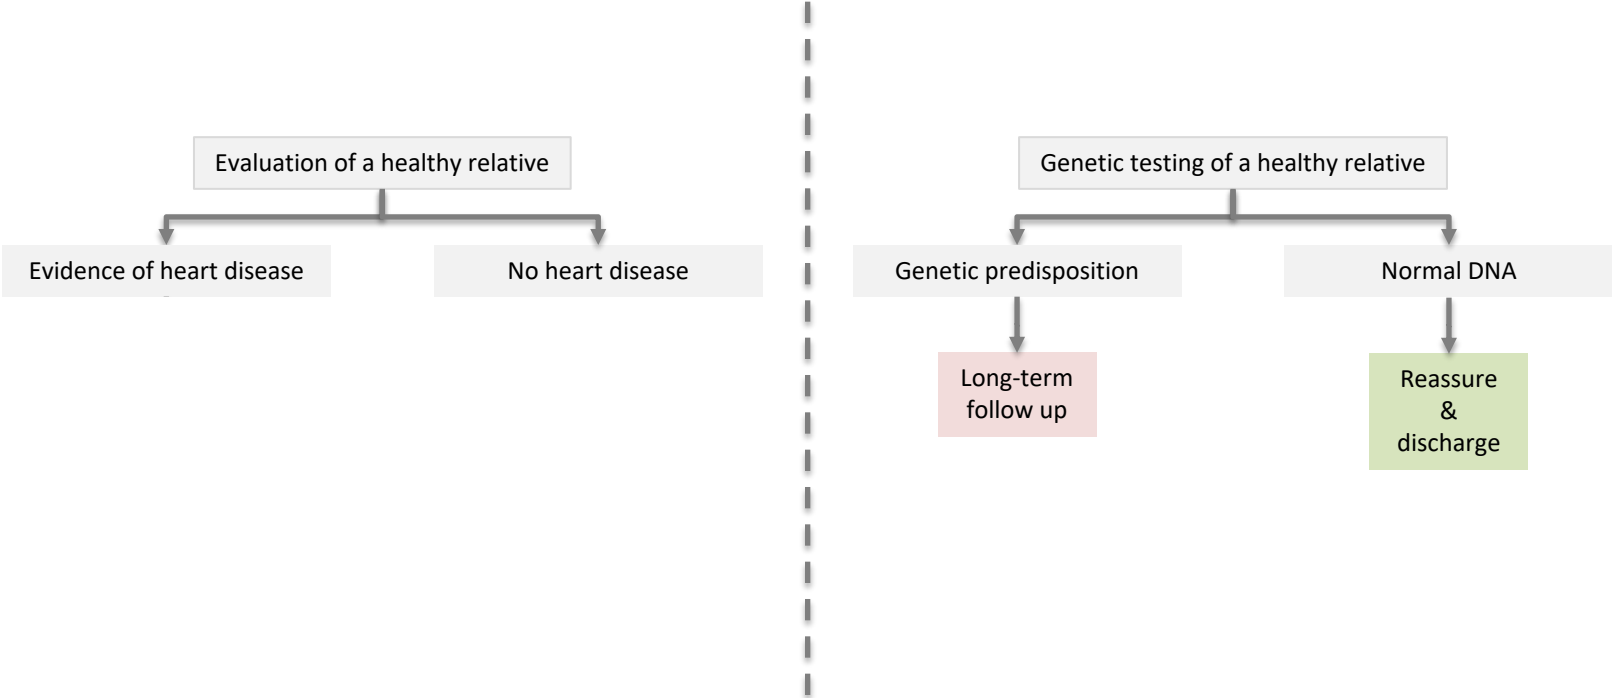 Evaluation of a healthy relative
Evidence of heart disease
No heart disease
Genetic testing of a healthy relative
Genetic predisposition
Normal DNA
Long-term
follow up
Reassure
&
discharge